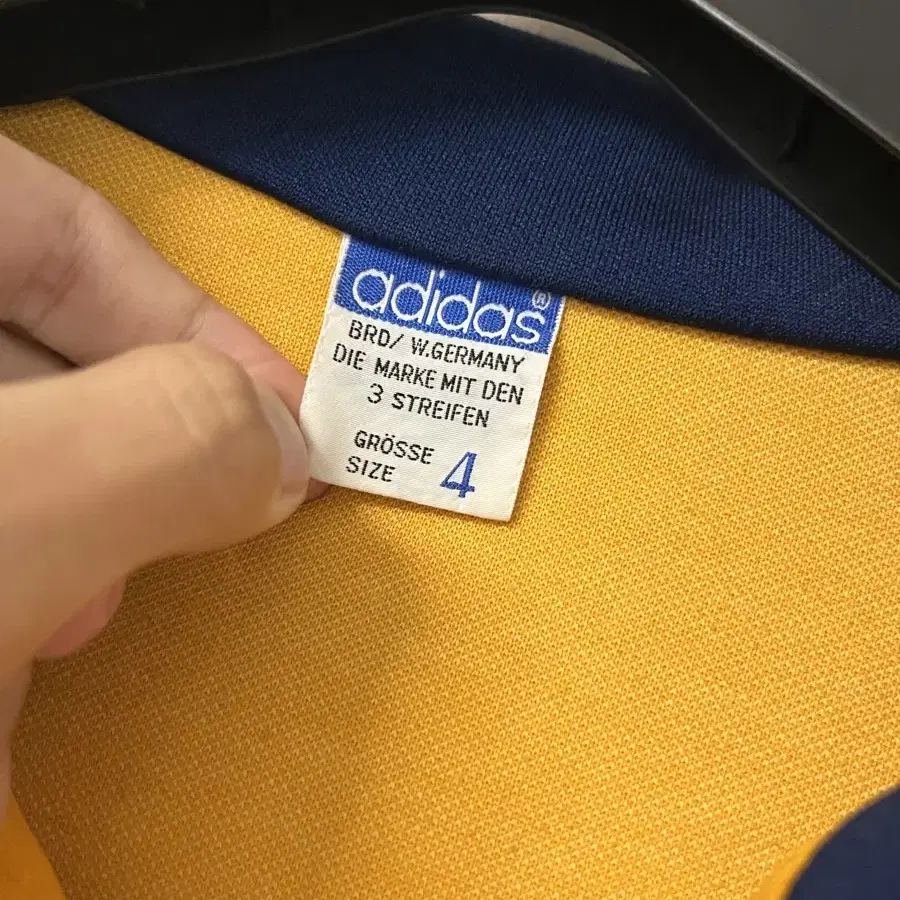 adidas®
BRD/ W.GERMANY
DIE MARKE MIT DEN
3 STREIFEN
GRÖSSE
SIZE 4